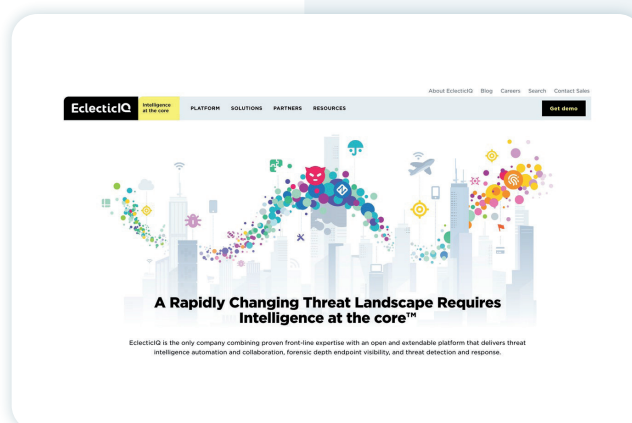 About EclecticIQ Blog Careers Search Contact Sales
EclecticIQ Intelligence
at the core PLATFORM SOLUTIONS PARTNERS RESOURCES Get demo
A Rapidly Changing Threat Landscape Requires
Intelligence at the core™
EclecticIQ is the only company combining proven front-line expertise with an open and extendable platform that delivers threat
intelligence automation and collaboration, forensic depth endpoint visibility, and threat detection and response.